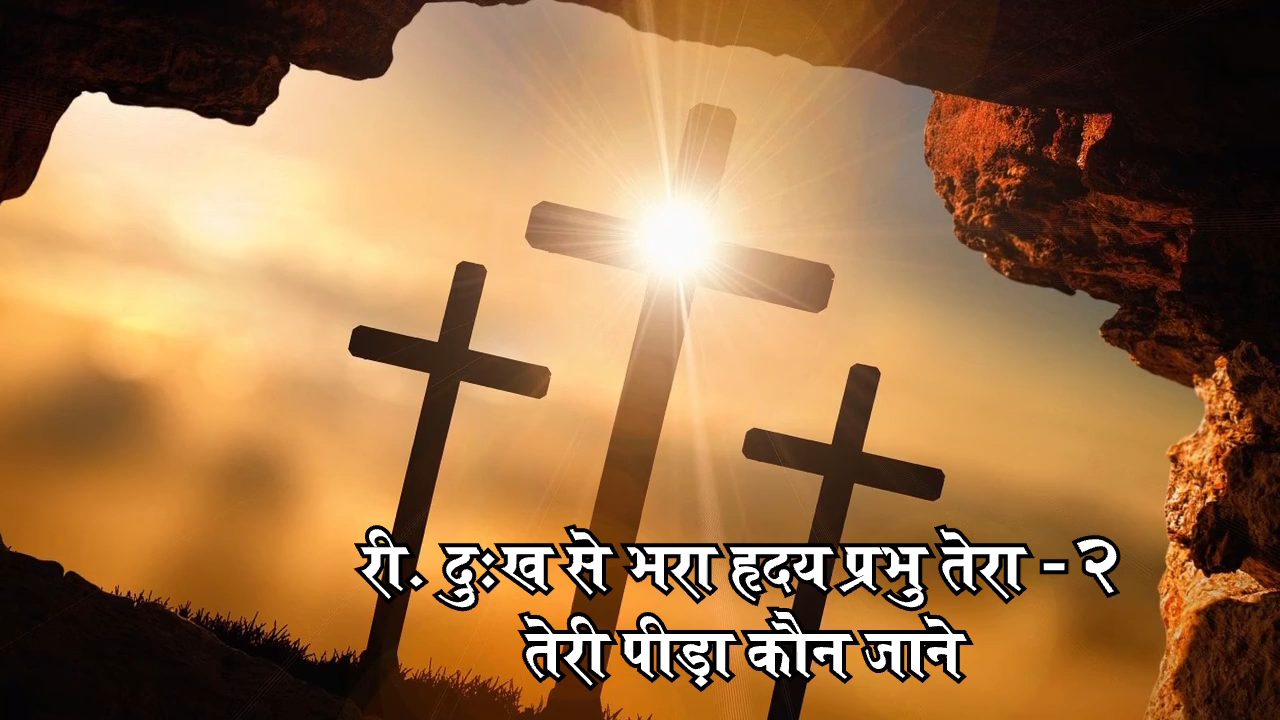 री. दुःख से भरा हृदय प्रभु तेरा - २
तेरी पीड़ा कौन जाने